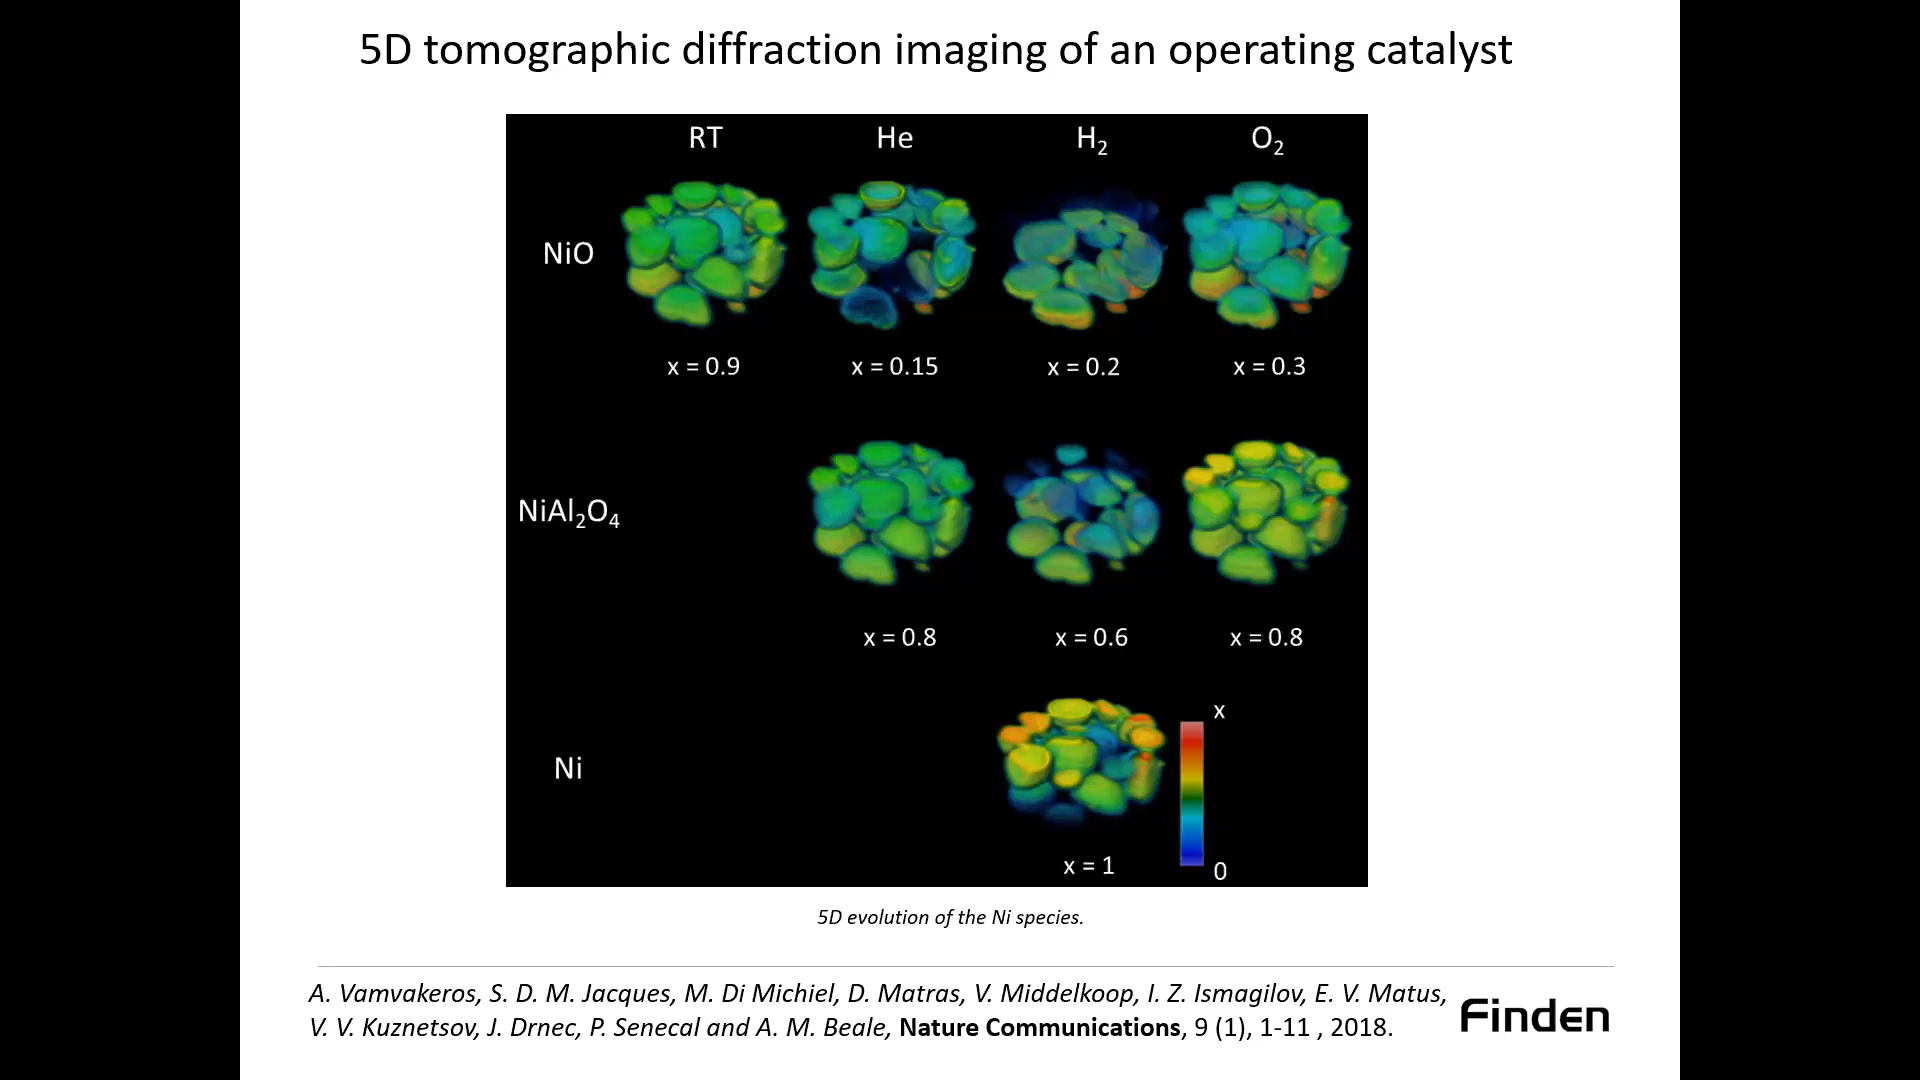 5D tomographic diffraction imaging of an operating catalyst
RT He H₂ O₂
NiO
x = 0.9 x = 0.15 x = 0.2 x = 0.3
NiAl₂O₄
x = 0.8 x = 0.6 x = 0.8
x
Ni
x = 1
0
5D evolution of the Ni species.
A. Vamvakeros, S. D. M. Jacques, M. Di Michiel, D. Matras, V. Middelkoop, I. Z. Ismagilov, E. V. Matus,
V. V. Kuznetsov, J. Drnec, P. Senecal and A. M. Beale, Nature Communications, 9 (1), 1-11 , 2018.
Finden